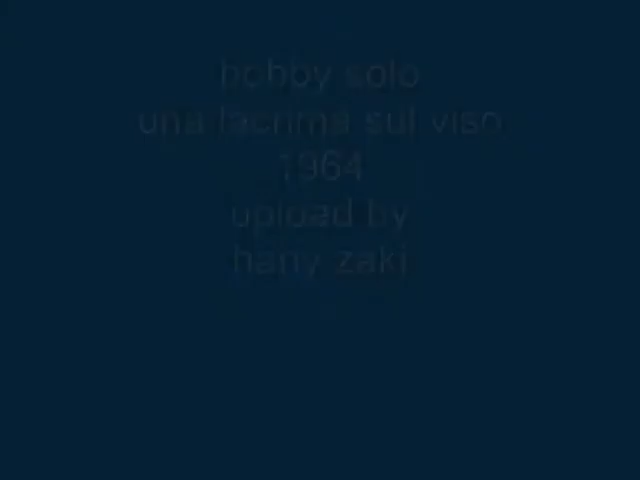 bobby solo
una lacrima sul viso
1964
upload by
hany zaki